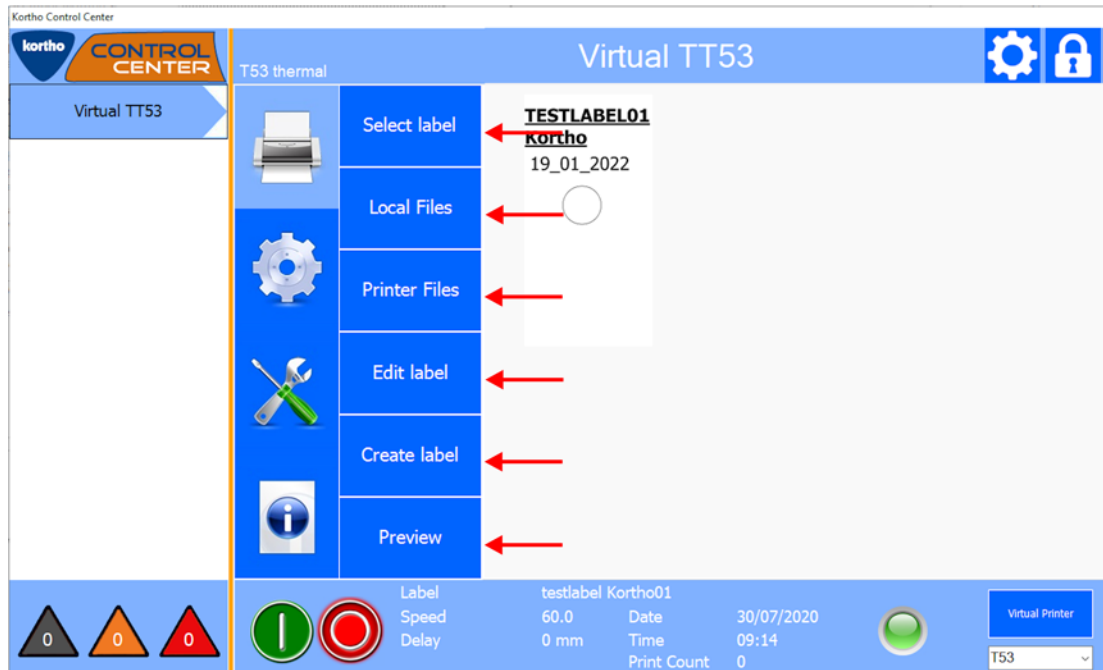 Kortho Control Center
kortho
CONTROL
CENTER
T53 thermal
Virtual TT53
Virtual TT53
Select label
Local Files
Printer Files
Edit label
Create label
Preview
TESTLABEL01
Kortho
19_01_2022
0
0
0
Label testlabel Kortho01
Speed 60.0 Date 30/07/2020
Delay 0 mm Time 09:14
Print Count 0
Virtual Printer
T53